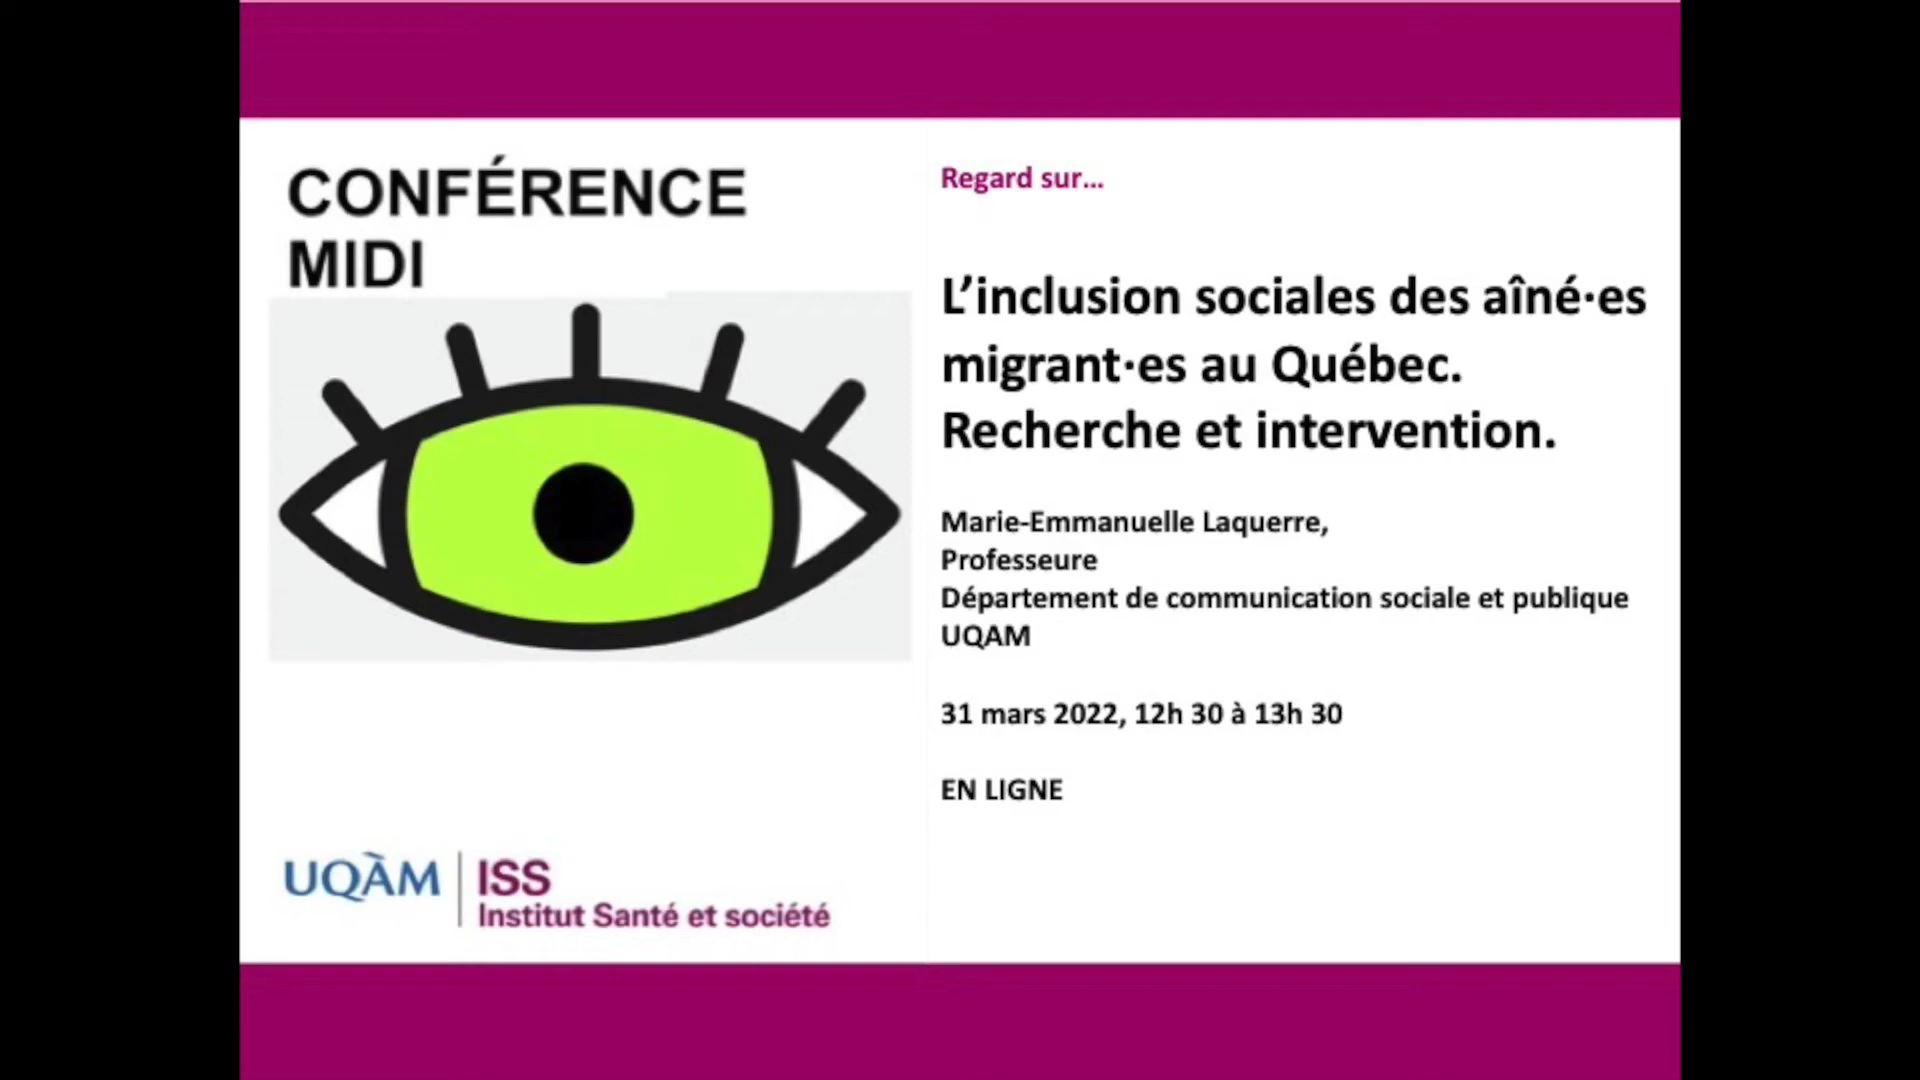 CONFÉRENCE
MIDI
Regard sur...
L’inclusion sociales des aîné·es
migrant·es au Québec.
Recherche et intervention.
Marie-Emmanuelle Laquerre,
Professeure
Département de communication sociale et publique
UQAM
31 mars 2022, 12h 30 à 13h 30
EN LIGNE
UQÀM
ISS
Institut Santé et société